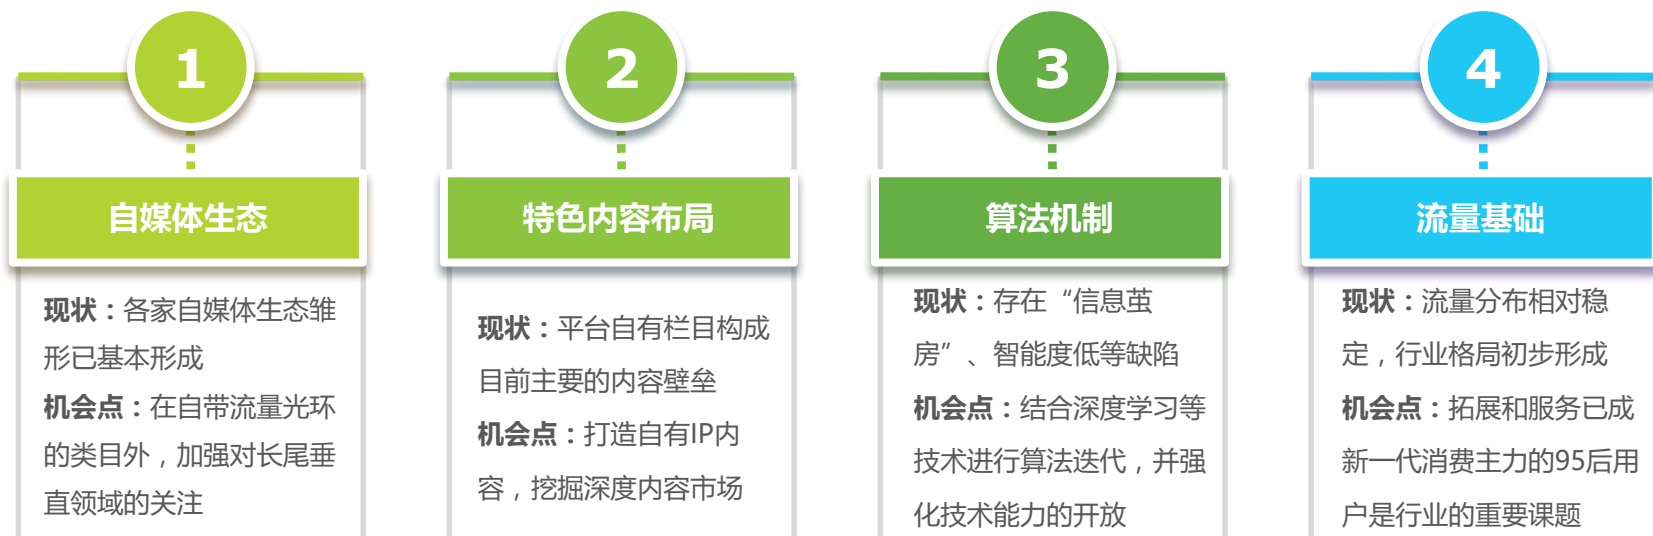 1
自媒体生态
现状：各家自媒体生态雏
形已基本形成
机会点：在自带流量光环
的类目外，加强对长尾垂
直领域的关注
2
特色内容布局
现状：平台自有栏目构成
目前主要的内容壁垒
机会点：打造自有IP内
容，挖掘深度内容市场
3
算法机制
现状：存在“信息茧
房”、智能度低等缺陷
机会点：结合深度学习等
技术进行算法迭代，并强
化技术能力的开放
4
流量基础
现状：流量分布相对稳
定，行业格局初步形成
机会点：拓展和服务已成
新一代消费主力的95后用
户是行业的重要课题